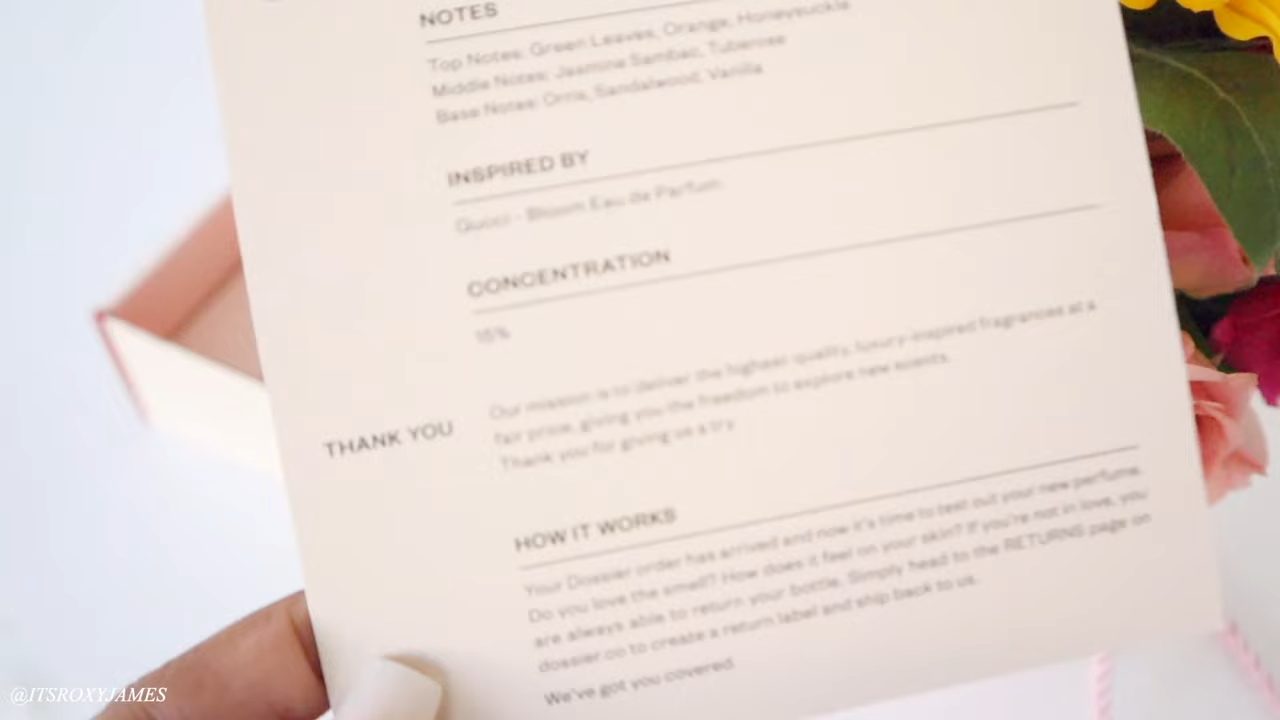 NOTES
Top Notes: Green Leaves, Orange, Honeysuckle
Middle Notes: Jasmine Sambac, Tuberose
Base Notes: Orris, Sandalwood, Vanilla
INSPIRED BY
Gucci - Bloom Eau de Parfum
CONCENTRATION
15%
THANK YOU
Our mission is to deliver the highest quality, luxury-inspired fragrances at a
fair price, giving you the freedom to explore new scents.
Thank you for giving us a try.
HOW IT WORKS
Your Dossier order has arrived and now it's time to test out your new perfume.
Do you love the smell? How does it feel on your skin? If you're not in love, you
are always able to return your bottle. Simply head to the RETURNS page on
dossier.co to create a return label and ship back to us.
We've got you covered.
@ITSROXYJAMES